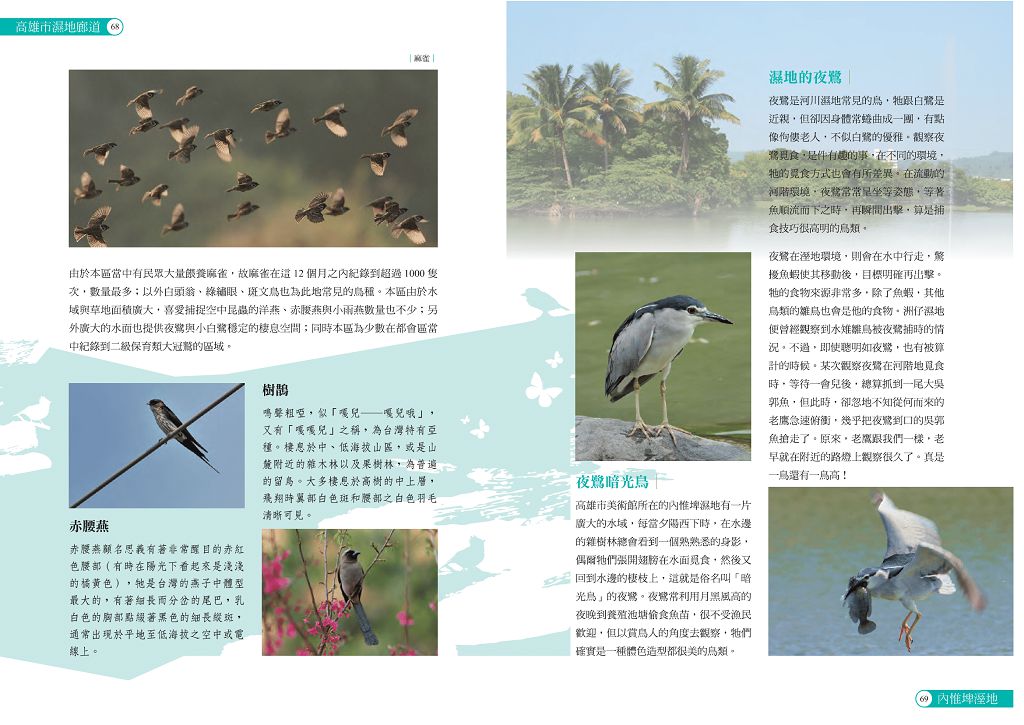 高雄市濕地廊道 68
｜麻雀｜
由於本區當中有民眾大量餵養麻雀，故麻雀在這 12 個月之內紀錄到超過 1000 隻
次，數量最多；以外白頭翁、綠繡眼、斑文鳥也為此地常見的鳥種。本區由於水
域與草地面積廣大，喜愛捕捉空中昆蟲的洋燕、赤腰燕與小雨燕數量也不少；另
外廣大的水面也提供夜鷺與小白鷺穩定的棲息空間；同時本區為少數在都會區當
中紀錄到二級保育類大冠鷲的區域。
赤腰燕
赤腰燕顧名思義有著非常醒目的赤紅
色腰部（有時在陽光下看起來是淺淺
的橘黃色），牠是台灣的燕子中體型
最大的，有著細長而分岔的尾巴，乳
白色的胸部點綴著黑色的細長縱斑，
通常出現於平地至低海拔之空中或電
線上。
樹鵲
鳴聲粗啞，似「嘎兒──嘎兒哦」，
又有「嘎嘎兒」之稱，為台灣特有亞
種。棲息於中、低海拔山區，或是山
麓附近的雜木林以及果樹林，為普遍
的留鳥。大多棲息於高樹的中上層，
飛翔時翼部白色斑和腰部之白色羽毛
清晰可見。
夜鷺暗光鳥｜
高雄市美術館所在的內惟埤濕地有一片
廣大的水域，每當夕陽西下時，在水邊
的雜樹林總會看到一個熟熟悉的身影，
偶爾牠們張開翅膀在水面覓食，然後又
回到水邊的棲枝上，這就是俗名叫「暗
光鳥」的夜鷺。夜鷺常利用月黑風高的
夜晚到養殖池塘偷食魚苗，很不受漁民
歡迎，但以賞鳥人的角度去觀察，牠們
確實是一種體色造型都很美的鳥類。
濕地的夜鷺｜
夜鷺是河川濕地常見的鳥，牠跟白鷺是
近親，但卻因身體常蜷曲成一團，有點
像佝僂老人，不似白鷺的優雅。觀察夜
鷺覓食，是件有趣的事，在不同的環境，
牠的覓食方式也會有所差異。在流動的
河階環境，夜鷺常常呈坐等姿態，等著
魚順流而下之時，再瞬間出擊，算是捕
食技巧很高明的鳥類。
夜鷺在溼地環境，則會在水中行走，驚
擾魚蝦使其移動後，目標明確再出擊。
牠的食物來源非常多，除了魚蝦，其他
鳥類的雛鳥也會是他的食物。洲仔濕地
便曾經觀察到水雉雛鳥被夜鷺捕時的情
況。不過，即使聰明如夜鷺，也有被算
計的時候。某次觀察夜鷺在河階地覓食
時，等待一會兒後，總算抓到一尾大吳
郭魚，但此時，卻忽地不知從何而來的
老鷹急速俯衝，幾乎把夜鷺到口的吳郭
魚搶走了。原來，老鷹跟我們一樣，老
早就在附近的路燈上觀察很久了。真是
一鳥還有一鳥高！
69 內惟埤溼地